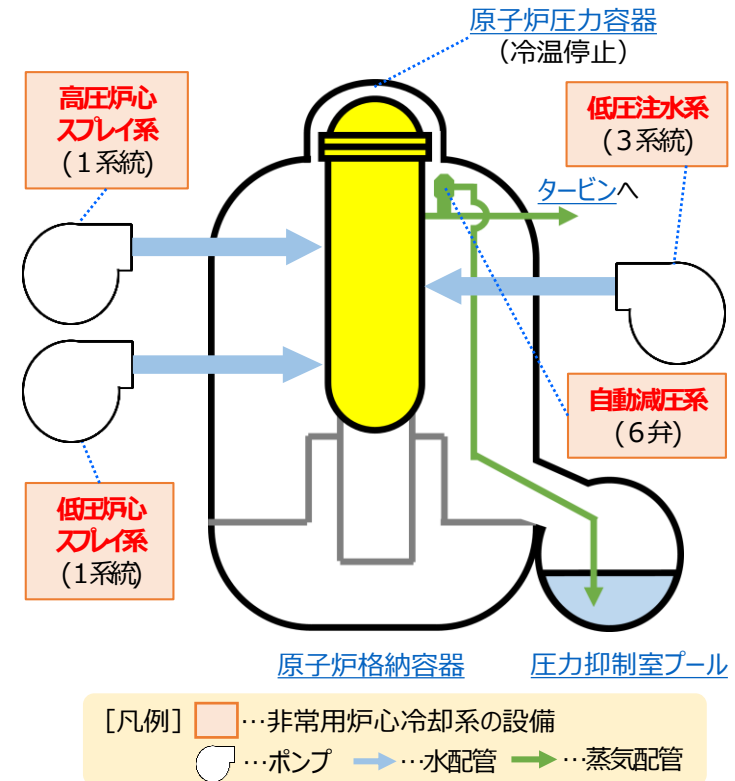 原子炉圧力容器
(冷温停止)
高圧炉心
スプレイ系
(1系統)
低圧注水系
(3系統)
タービンへ
自動減圧系
(6弁)
低圧炉心
スプレイ系
(1系統)
原子炉格納容器
圧力抑制室プール
[凡例] …非常用炉心冷却系の設備
…ポンプ …水配管 …蒸気配管